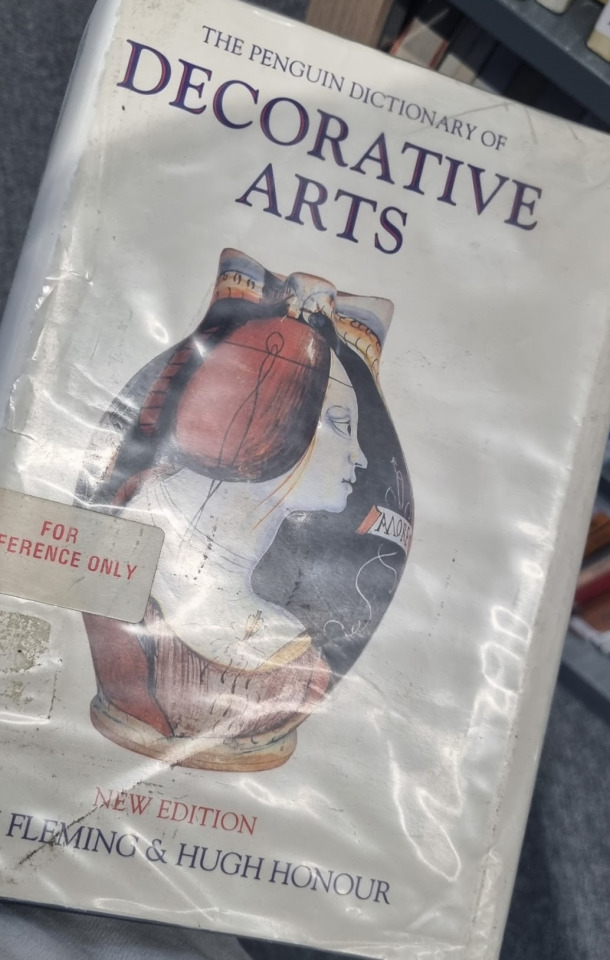 THE PENGUIN DICTIONARY OF
DECORATIVE
ARTS
FOR
FERENCE ONLY
NEW EDITION
FLEMING & HUGH HONOUR